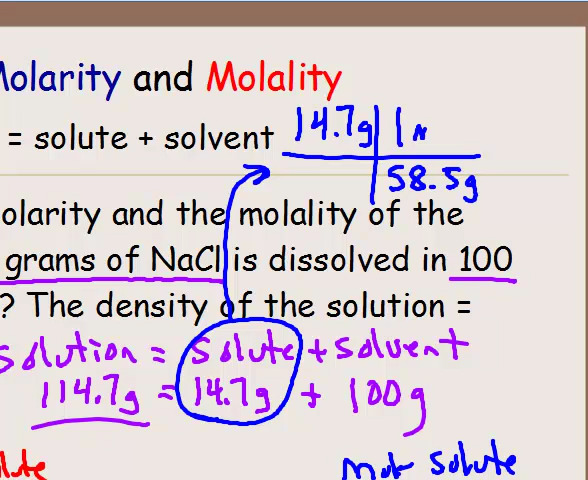 Molarity and Molality
= solute + solvent
14.7g 1
58.5g
olarity and the molality of the
grams of NaCl is dissolved in 100
? The density of the solution =
Solution = Solute + Solvent
114.7g = 14.7g + 100g
lute
mol solute